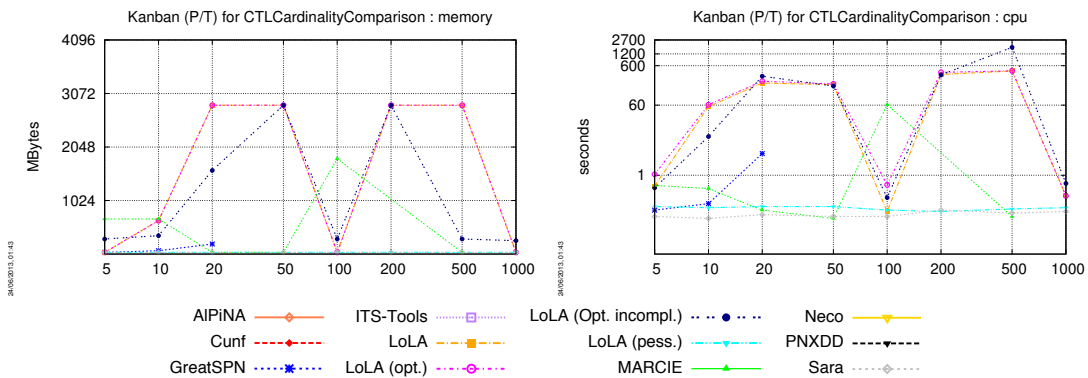 Kanban (P/T) for CTLCardinalityComparison : memory
4096
3072
2048
1024
MBytes
5 10 20 50 100 200 500 1000
24/06/2013, 01:43
Kanban (P/T) for CTLCardinalityComparison : cpu
2700
1200
600
60
1
seconds
5 10 20 50 100 200 500 1000
24/06/2013, 01:43
AlPiNA
Cunf
GreatSPN
ITS-Tools
LoLA
LoLA (opt.)
LoLA (Opt. incompl.)
LoLA (pess.)
MARCIE
Neco
PNXDD
Sara